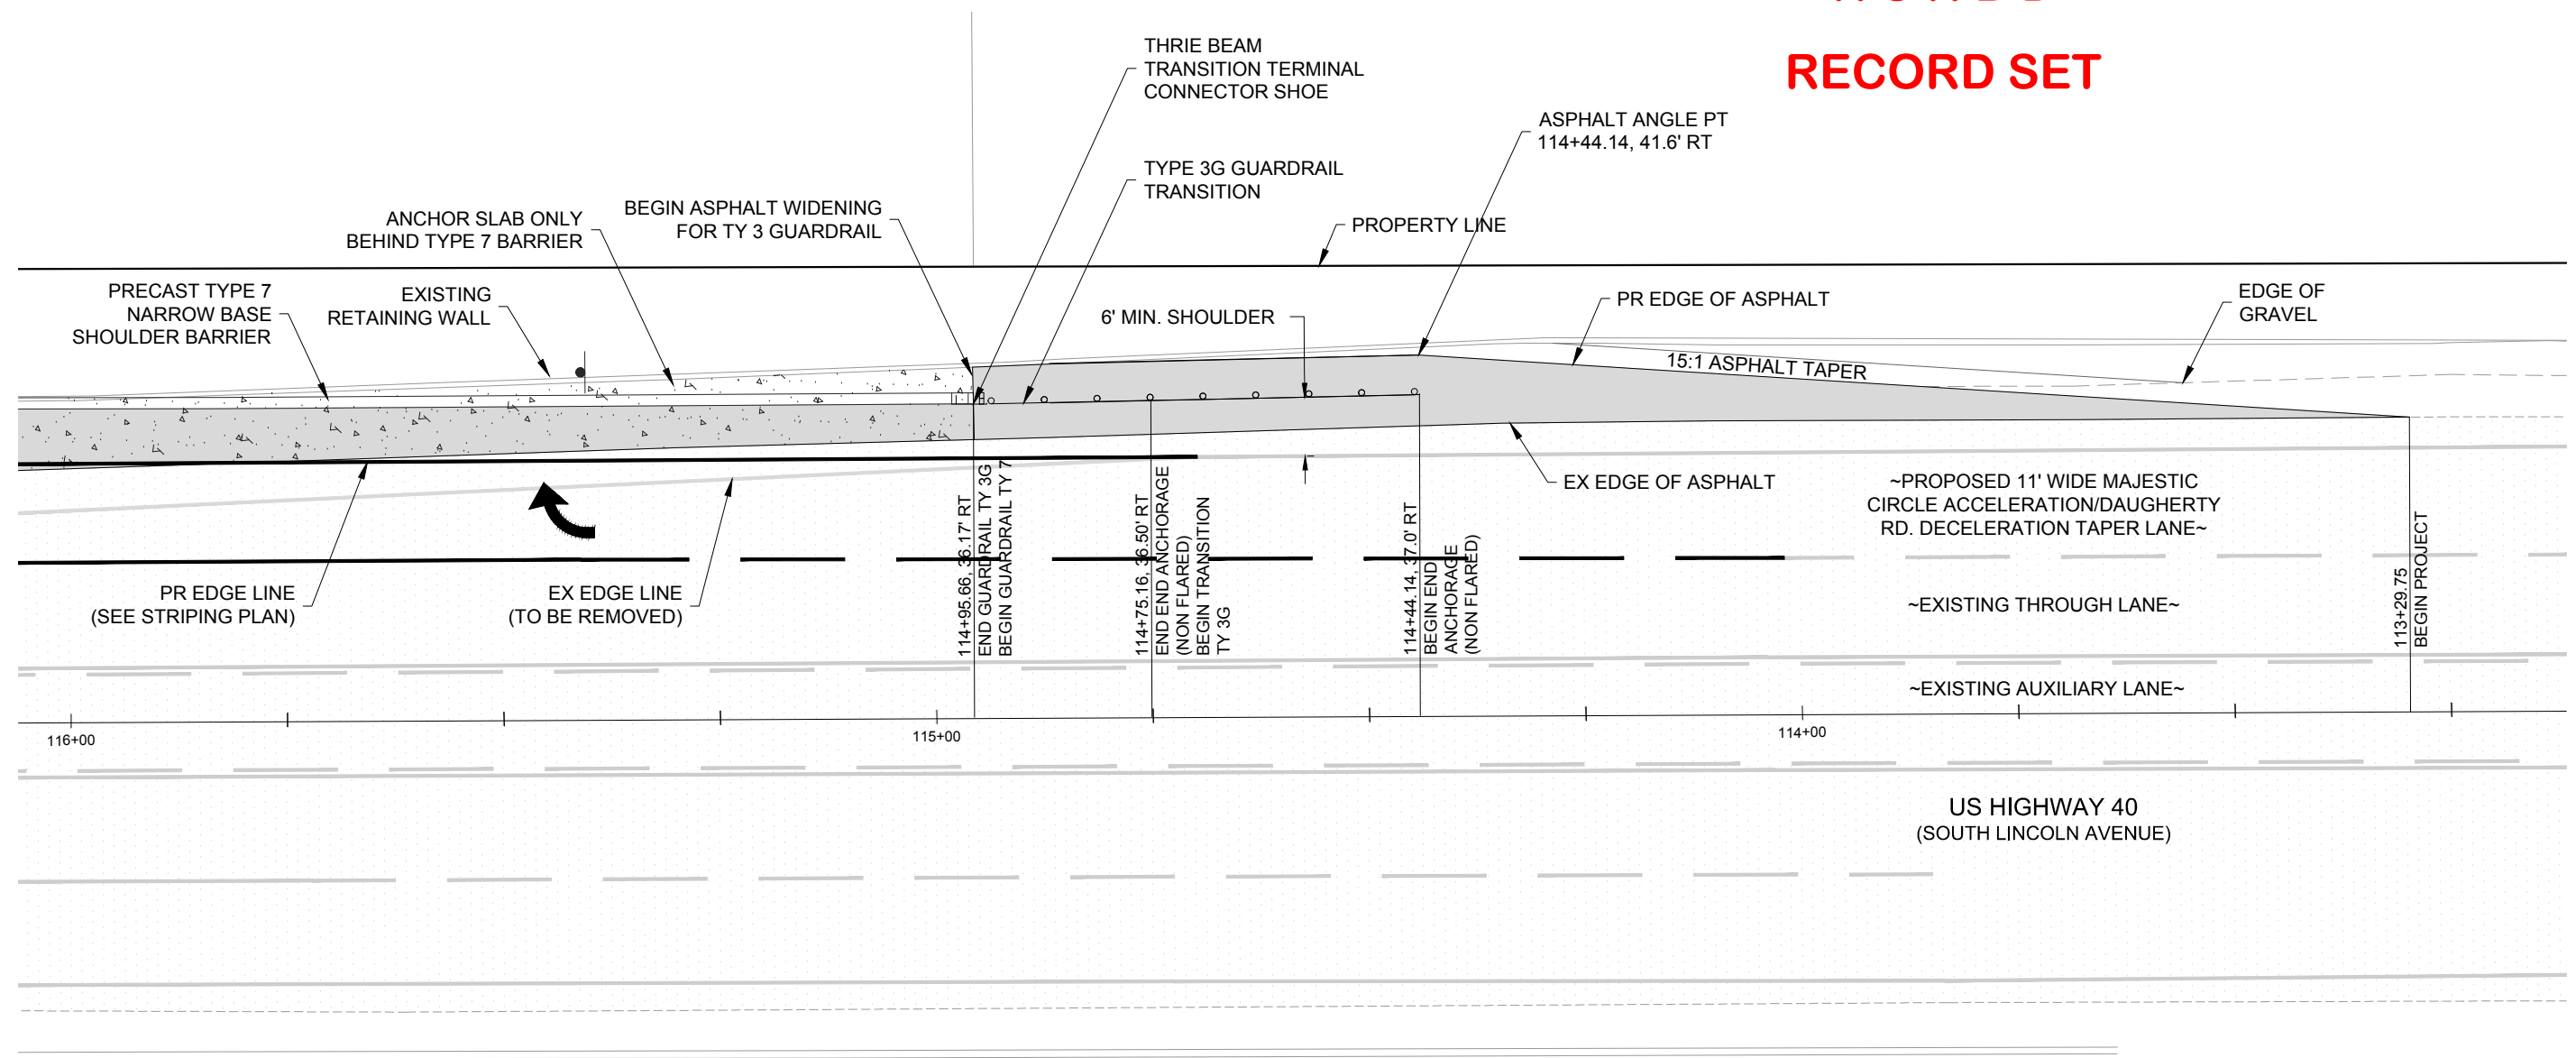 RECORD SET
THRIE BEAM
TRANSITION TERMINAL
CONNECTOR SHOE
ASPHALT ANGLE PT
114+44.14, 41.6' RT
TYPE 3G GUARDRAIL
TRANSITION
BEGIN ASPHALT WIDENING
FOR TY 3 GUARDRAIL
ANCHOR SLAB ONLY
BEHIND TYPE 7 BARRIER
PROPERTY LINE
PRECAST TYPE 7
NARROW BASE
SHOULDER BARRIER
EXISTING
RETAINING WALL
6' MIN. SHOULDER
PR EDGE OF ASPHALT
EDGE OF
GRAVEL
15:1 ASPHALT TAPER
EX EDGE OF ASPHALT
~PROPOSED 11' WIDE MAJESTIC
CIRCLE ACCELERATION/DAUGHERTY
RD. DECELERATION TAPER LANE~
PR EDGE LINE
(SEE STRIPING PLAN)
EX EDGE LINE
(TO BE REMOVED)
114+95.66, 36.17' RT
END GUARDRAIL TY 3G
BEGIN GUARDRAIL TY 7
114+75.16, 36.50' RT
END END ANCHORAGE
(NON FLARED)
BEGIN TRANSITION
TY 3G
114+44.14, 37.0' RT
BEGIN END
ANCHORAGE
(NON FLARED)
113+29.75
BEGIN PROJECT
~EXISTING THROUGH LANE~
~EXISTING AUXILIARY LANE~
116+00
115+00
114+00
US HIGHWAY 40
(SOUTH LINCOLN AVENUE)